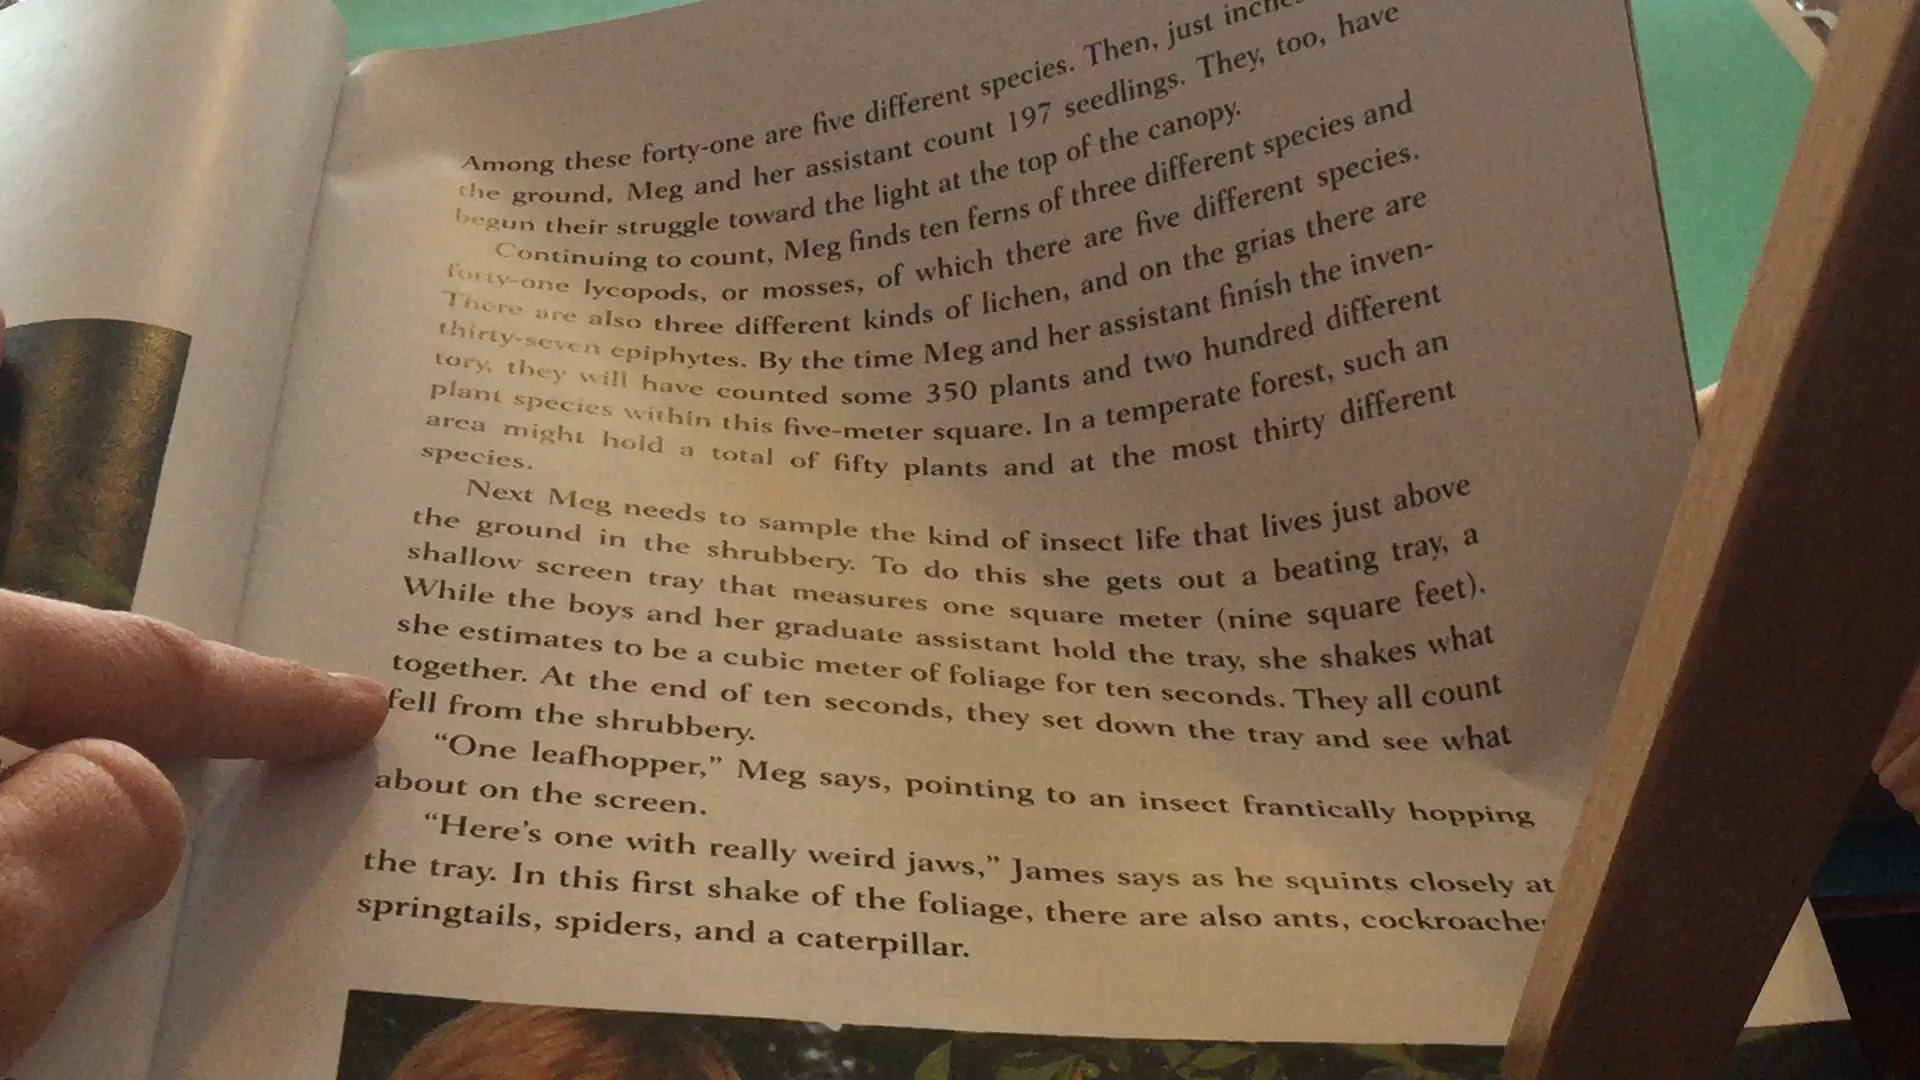 Among these forty-one are five different species. Then, just
the ground, Meg and her assistant count 197 seedlings. They, too, have
begun their struggle toward the light at the top of the canopy.
Continuing to count, Meg finds ten ferns of three different species and
forty-one lycopods, or mosses, of which there are five different species.
There are also three different kinds of lichen, and on the grias there are
thirty-seven epiphytes. By the time Meg and her assistant finish the inven-
tory, they will have counted some 350 plants and two hundred different
plant species within this five-meter square. In a temperate forest, such an
area might hold a total of fifty plants and at the most thirty different
species.
Next Meg needs to sample the kind of insect life that lives just above
the ground in the shrubbery. To do this she gets out a beating tray, a
shallow screen tray that measures one square meter (nine square feet).
While the boys and her graduate assistant hold the tray, she shakes what
she estimates to be a cubic meter of foliage for ten seconds. They all count
together. At the end of ten seconds, they set down the tray and see what
fell from the shrubbery.
“One leafhopper,” Meg says, pointing to an insect frantically hopping
about on the screen.
“Here’s one with really weird jaws,” James says as he squints closely at
the tray. In this first shake of the foliage, there are also ants,
springtails, spiders, and a caterpillar.